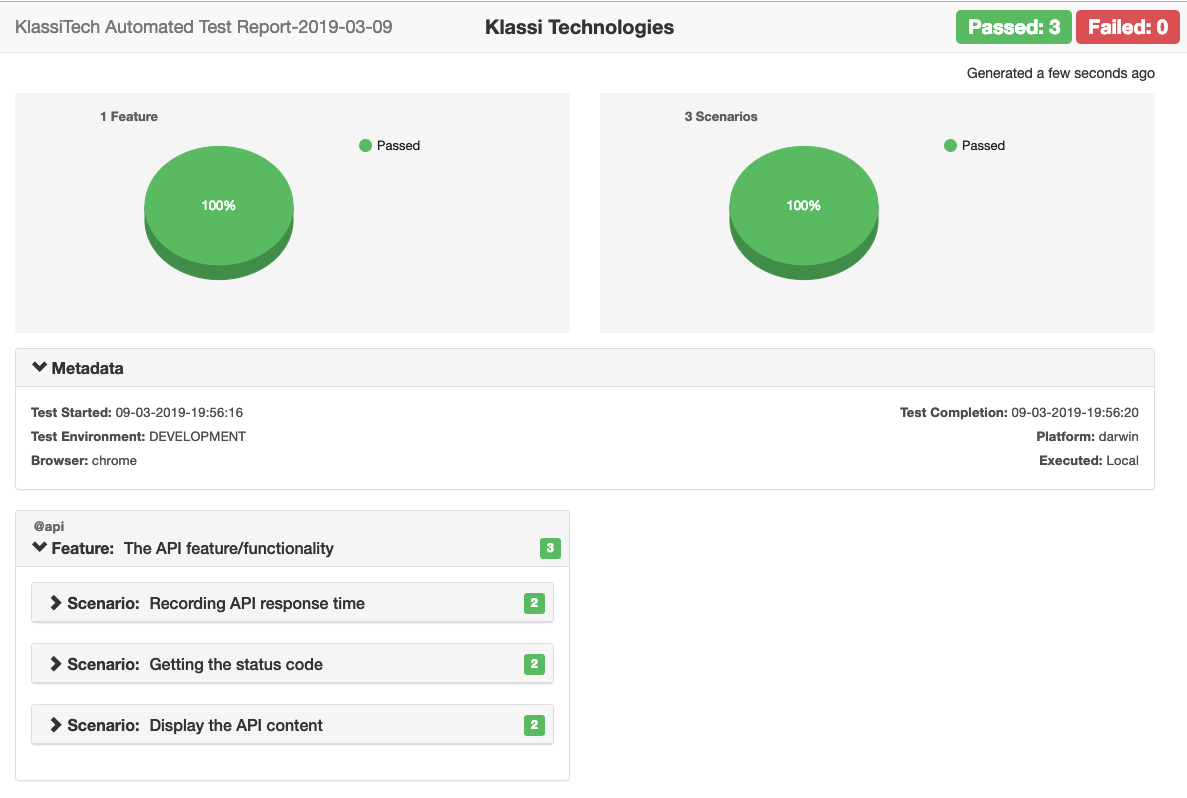 KlassiTech Automated Test Report-2019-03-09
Klassi Technologies
Passed: 3
Failed: 0
Generated a few seconds ago
1 Feature
Passed
100%
3 Scenarios
Passed
100%
Metadata
Test Started: 09-03-2019-19:56:16
Test Completion: 09-03-2019-19:56:20
Test Environment: DEVELOPMENT
Platform: darwin
Browser: chrome
Executed: Local
@api
Feature: The API feature/functionality 3
Scenario: Recording API response time 2
Scenario: Getting the status code 2
Scenario: Display the API content 2